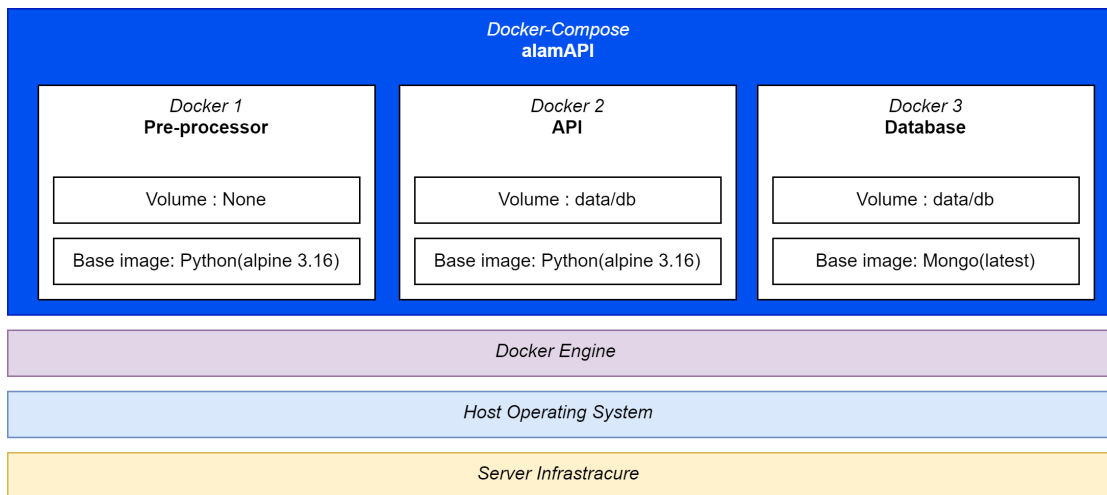 Docker-Compose
alamAPI
Docker 1
Pre-processor
Volume : None
Base image: Python(alpine 3.16)
Docker 2
API
Volume : data/db
Base image: Python(alpine 3.16)
Docker 3
Database
Volume : data/db
Base image: Mongo(latest)
Docker Engine
Host Operating System
Server Infrastracure